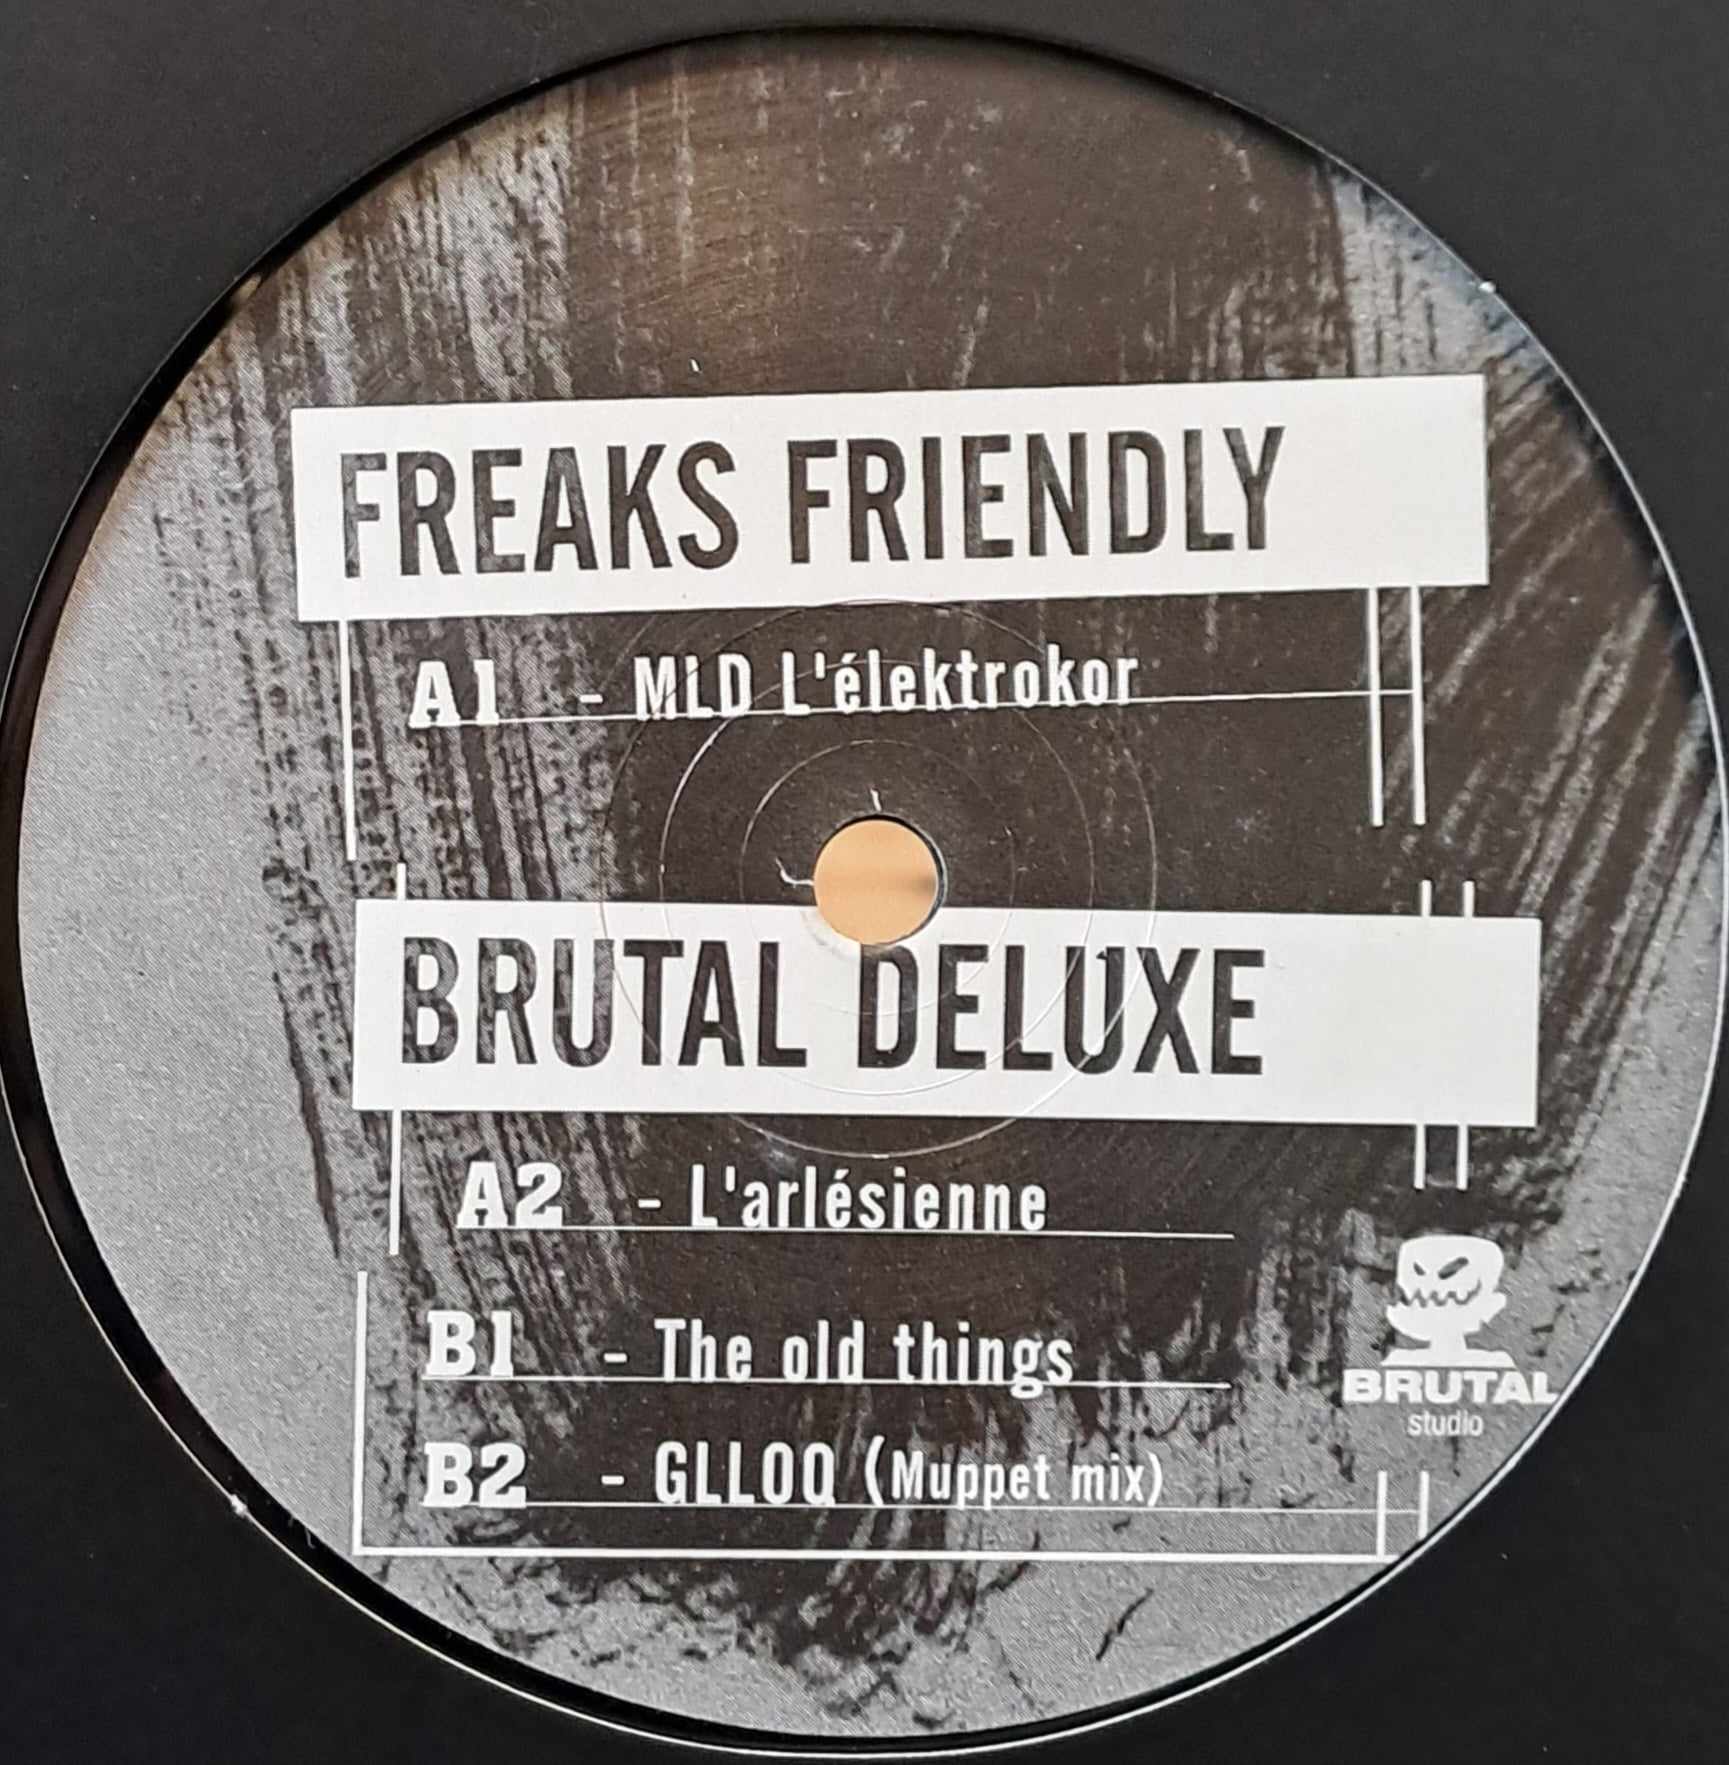 FREAKS FRIENDLY
A1 - MLD L'élektrokor
BRUTAL DELUXE
A2 - L'arlésienne
B1 - The old things
B2 - GLLOQ (Muppet mix)
BRUTAL
studio